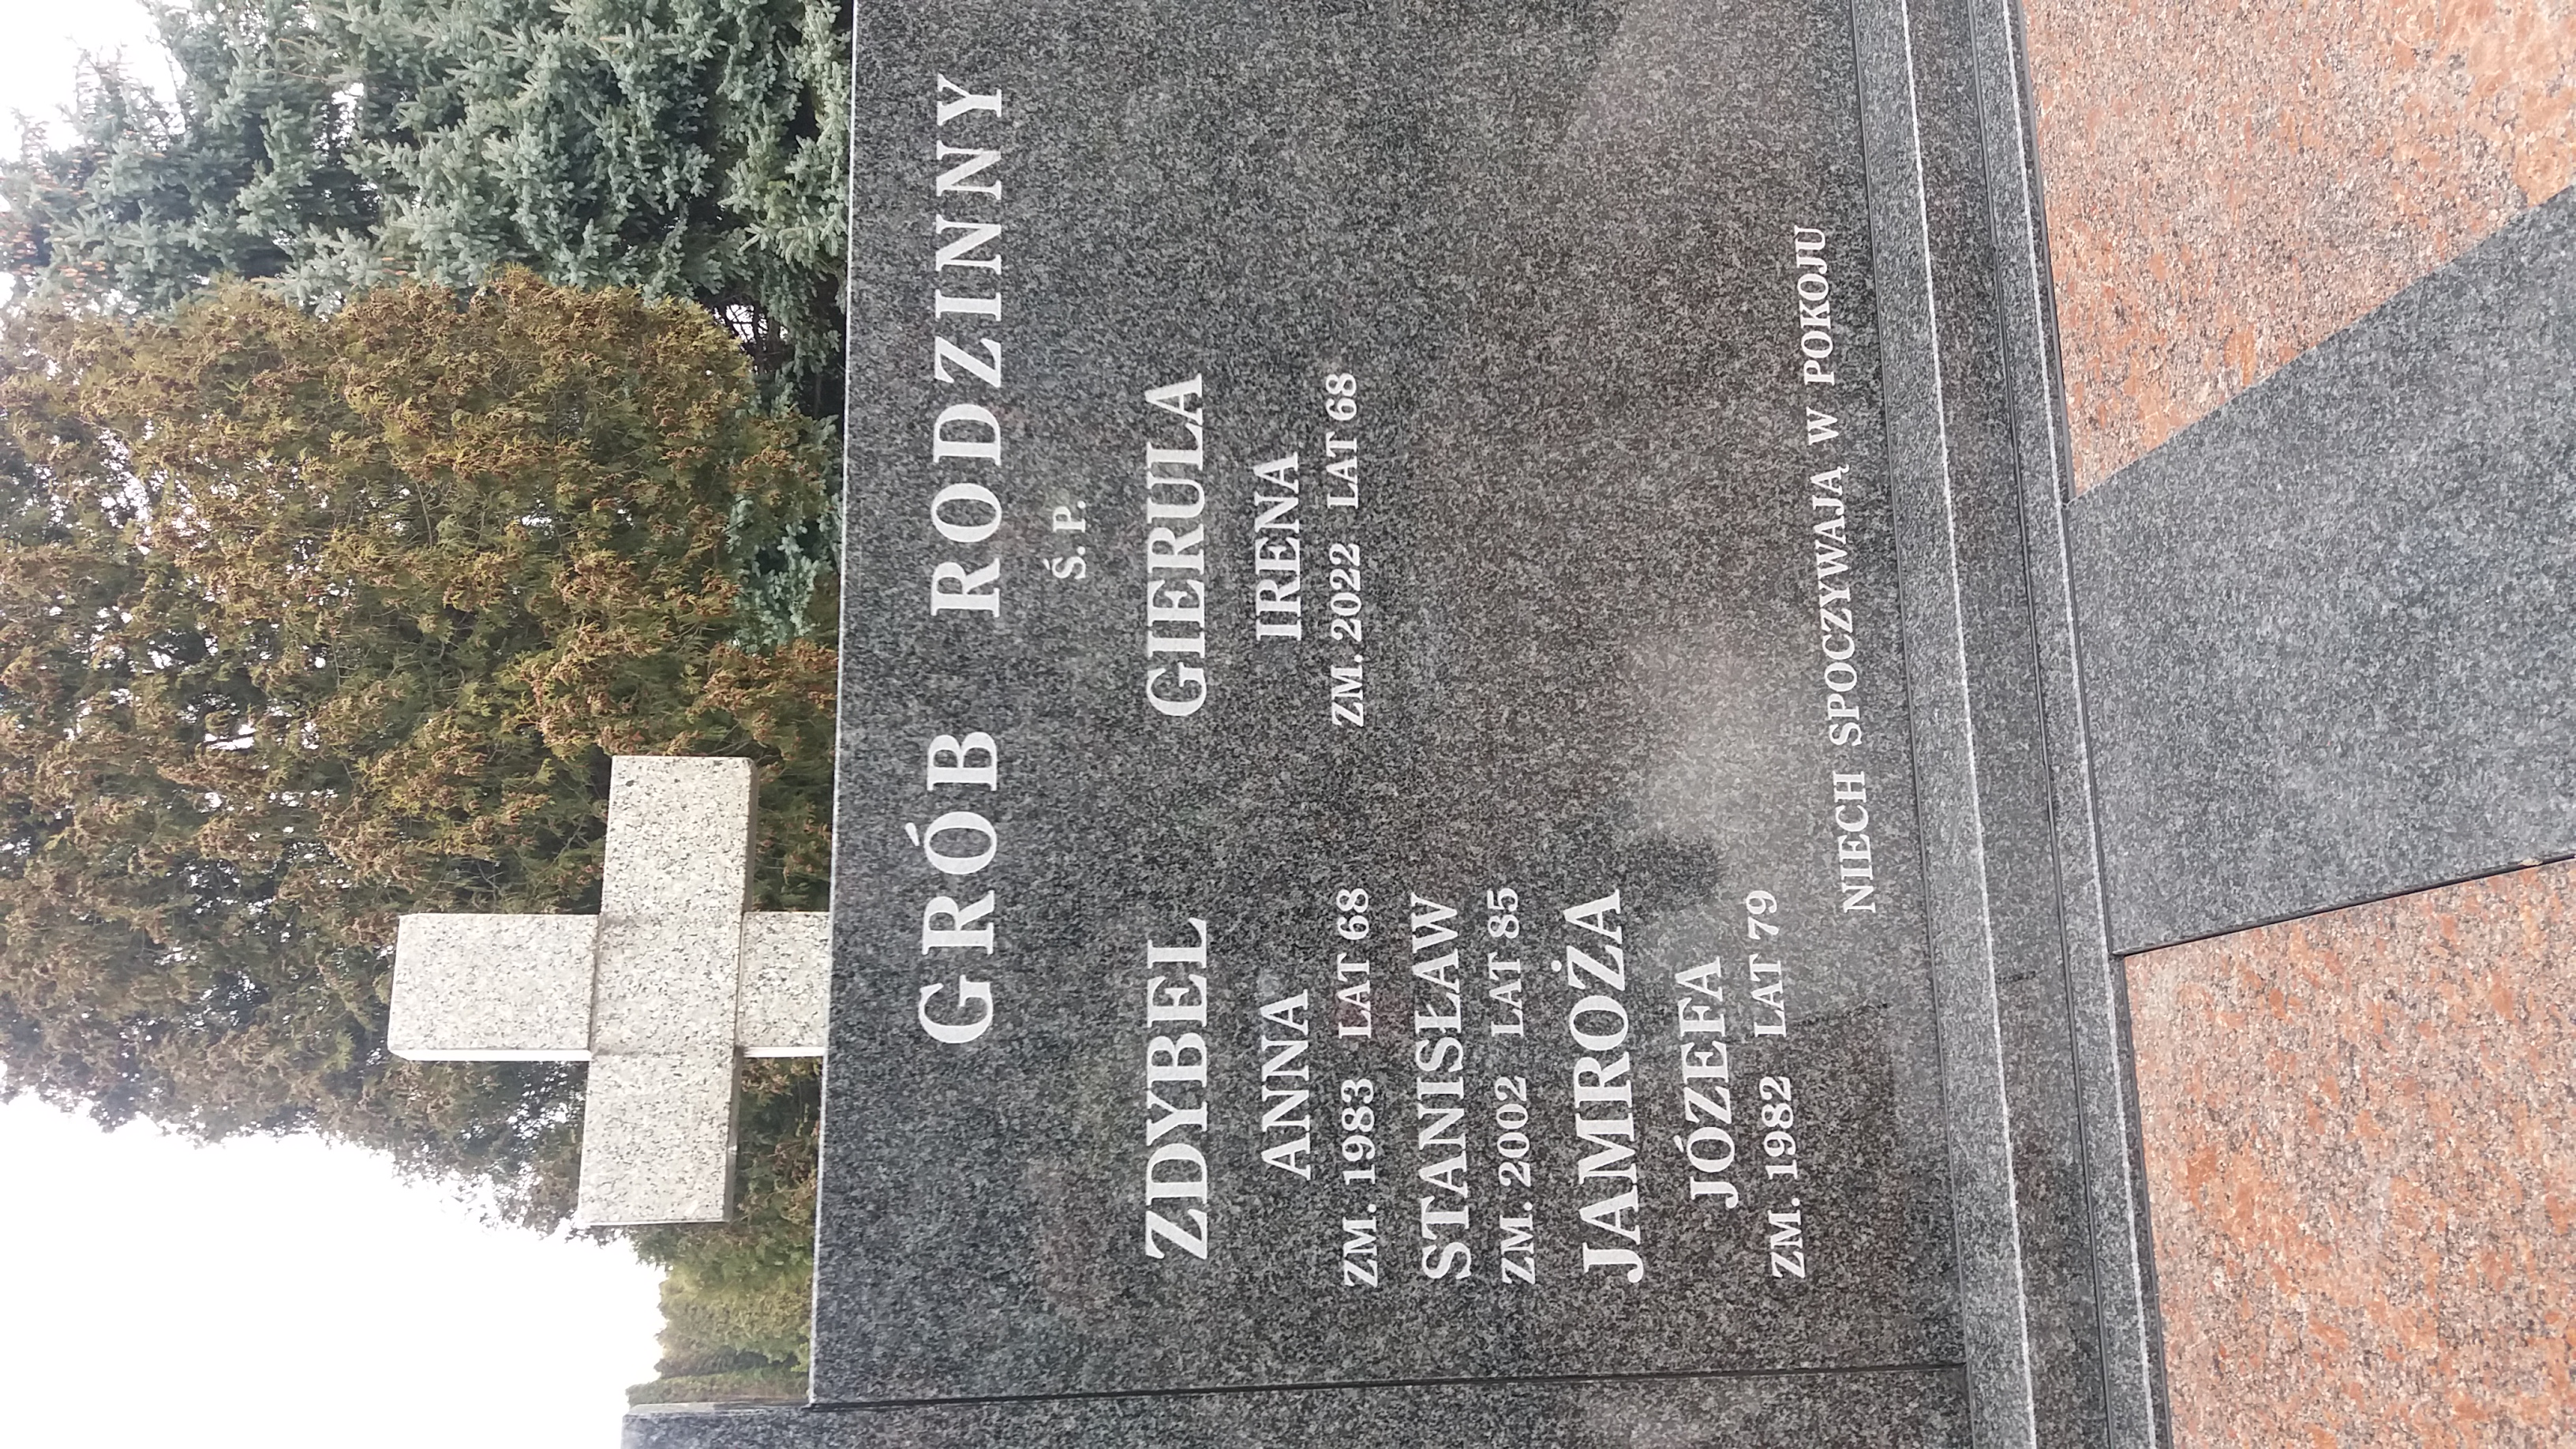 GRÓB RODZINNY
Ś. P.
ZDYBEL
ANNA
ZM. 1983 LAT 68
STANISŁAW
ZM. 2002 LAT 85
JAMROŻA
JÓZEFA
ZM. 1982 LAT 79
GIERULA
IRENA
ZM. 2022 LAT 68
NIECH SPOCZYWAJĄ W POKOJU